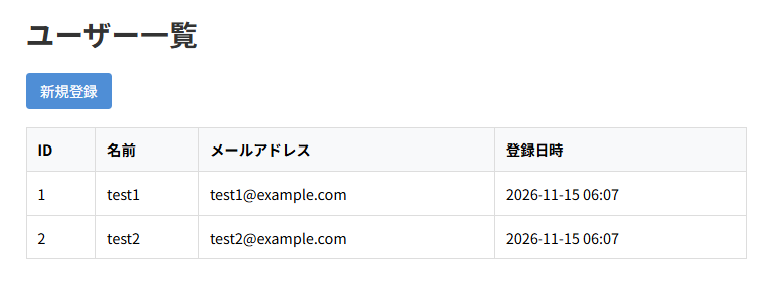 ユーザー一覧
新規登録
ID 名前 メールアドレス 登録日時
1 test1 test1@example.com 2026-11-15 06:07
2 test2 test2@example.com 2026-11-15 06:07